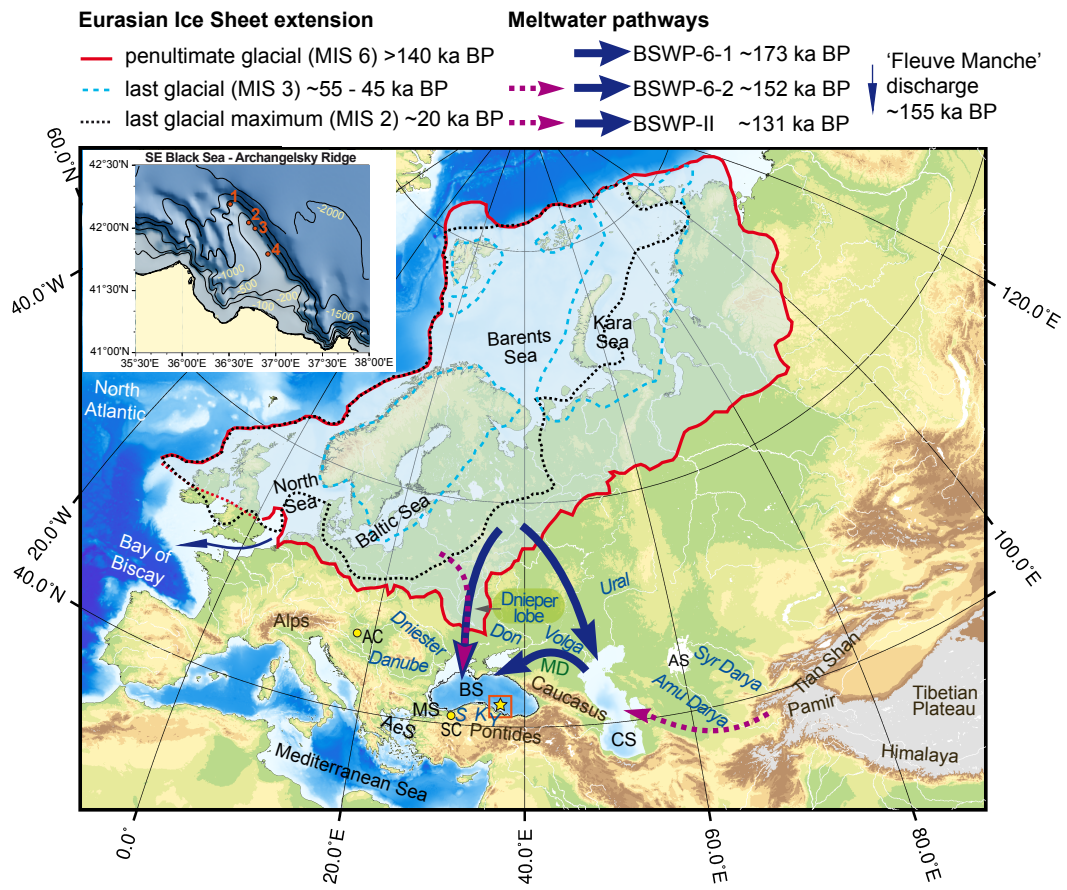 Eurasian Ice Sheet extension
penultimate glacial (MIS 6) >140 ka BP
last glacial (MIS 3) ~55 - 45 ka BP
last glacial maximum (MIS 2) ~20 ka BP
Meltwater pathways
BSWP-6-1 ~173 ka BP
BSWP-6-2 ~152 ka BP
BSWP-II ~131 ka BP
‘Fleuve Manche’
discharge
~155 ka BP
60.0°N
SE Black Sea - Archangelsky Ridge
42°30'N
42°00'N
41°30'N
41°00'N
35°30'E
36°00'E
36°30'E
37°00'E
37°30'E
38°00'E
1
2
3
4
-2000
-1000
-200
-100
-1500
40.0°W
120.0°E
Barents
Sea
Kara
Sea
North
Atlantic
North
Sea
Baltic Sea
20.0°W
100.0°E
Bay of
Biscay
40.0°N
Ural
Dnieper
lobe
Alps
AC
Dniester
Danube
Don
Volga
MD
AS
Syr Darya
Amu Darya
Tian Shan
Pamir
Tibetan
Plateau
Himalaya
BS
Caucasus
MS
S KY
SC
Pontides
AeS
CS
Mediterranean Sea
0.0°
20.0°E
40.0°E
60.0°E
80.0°E